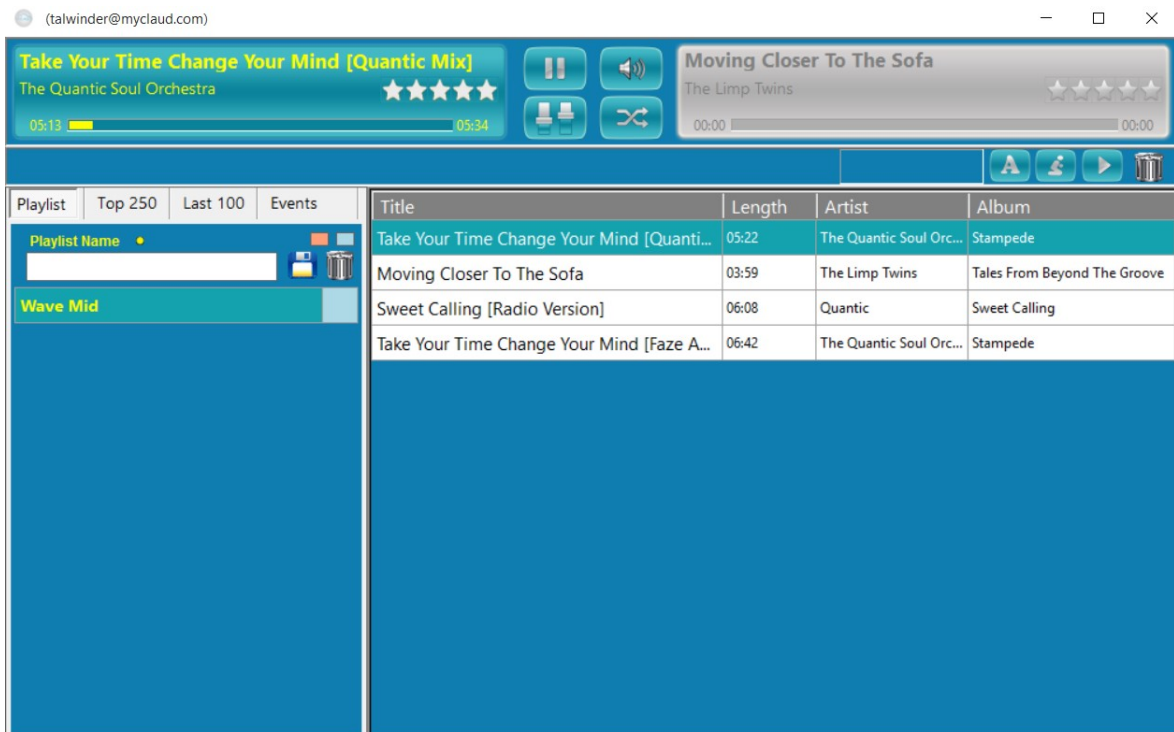 (talwinder@myclaud.com)
Take Your Time Change Your Mind [Quantic Mix]
The Quantic Soul Orchestra
05:13 05:34
Moving Closer To The Sofa
The Limp Twins
00:00 00:00
A
Playlist Top 250 Last 100 Events
Playlist Name
Wave Mid
Title Length Artist Album
Take Your Time Change Your Mind [Quanti... 05:22 The Quantic Soul Orc... Stampede
Moving Closer To The Sofa 03:59 The Limp Twins Tales From Beyond The Groove
Sweet Calling [Radio Version] 06:08 Quantic Sweet Calling
Take Your Time Change Your Mind [Faze A... 06:42 The Quantic Soul Orc... Stampede